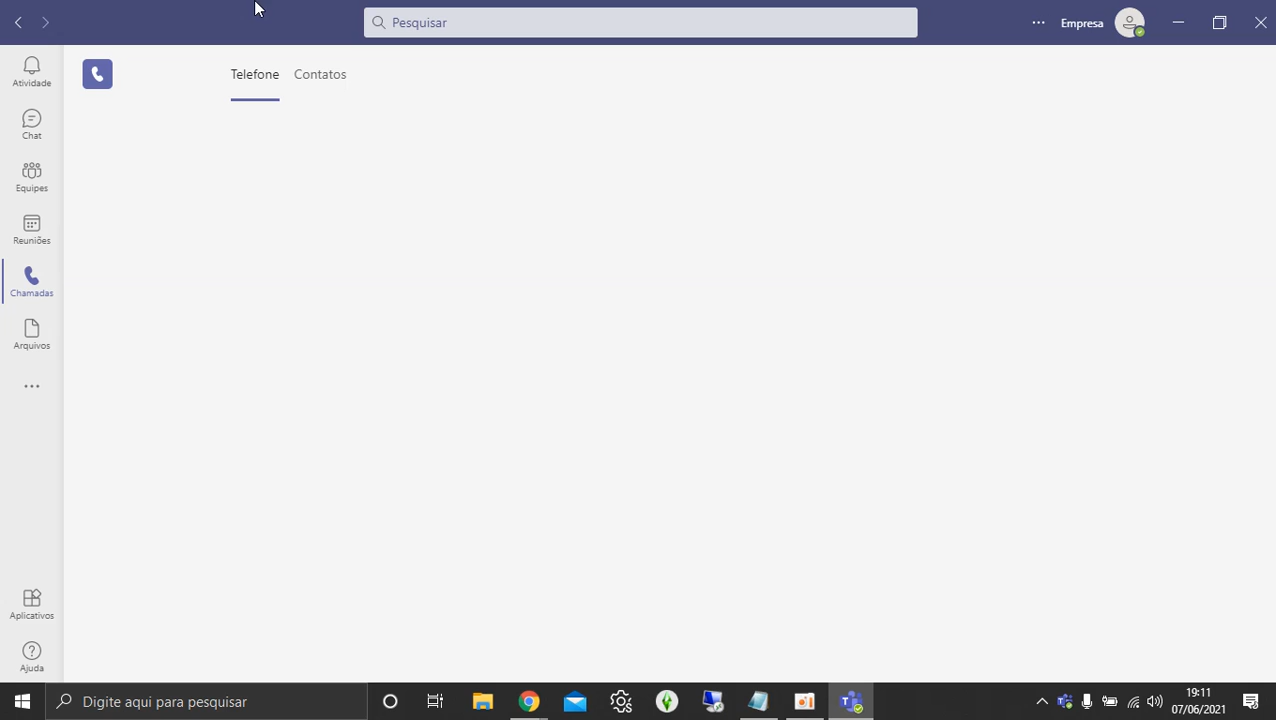 Pesquisar
Empresa
Telefone Contatos
Atividade
Chat
Equipes
Reuniões
Chamadas
Arquivos
Aplicativos
Ajuda
Digite aqui para pesquisar
19:11
07/06/2021